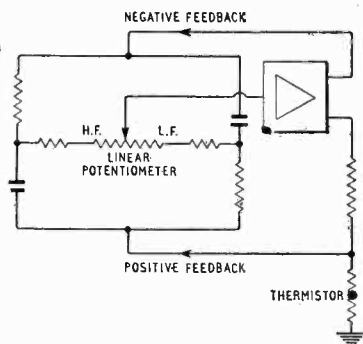 NEGATIVE FEEDBACK
H.F. L.F.
LINEAR
POTENTIOMETER
POSITIVE FEEDBACK
THERMISTOR